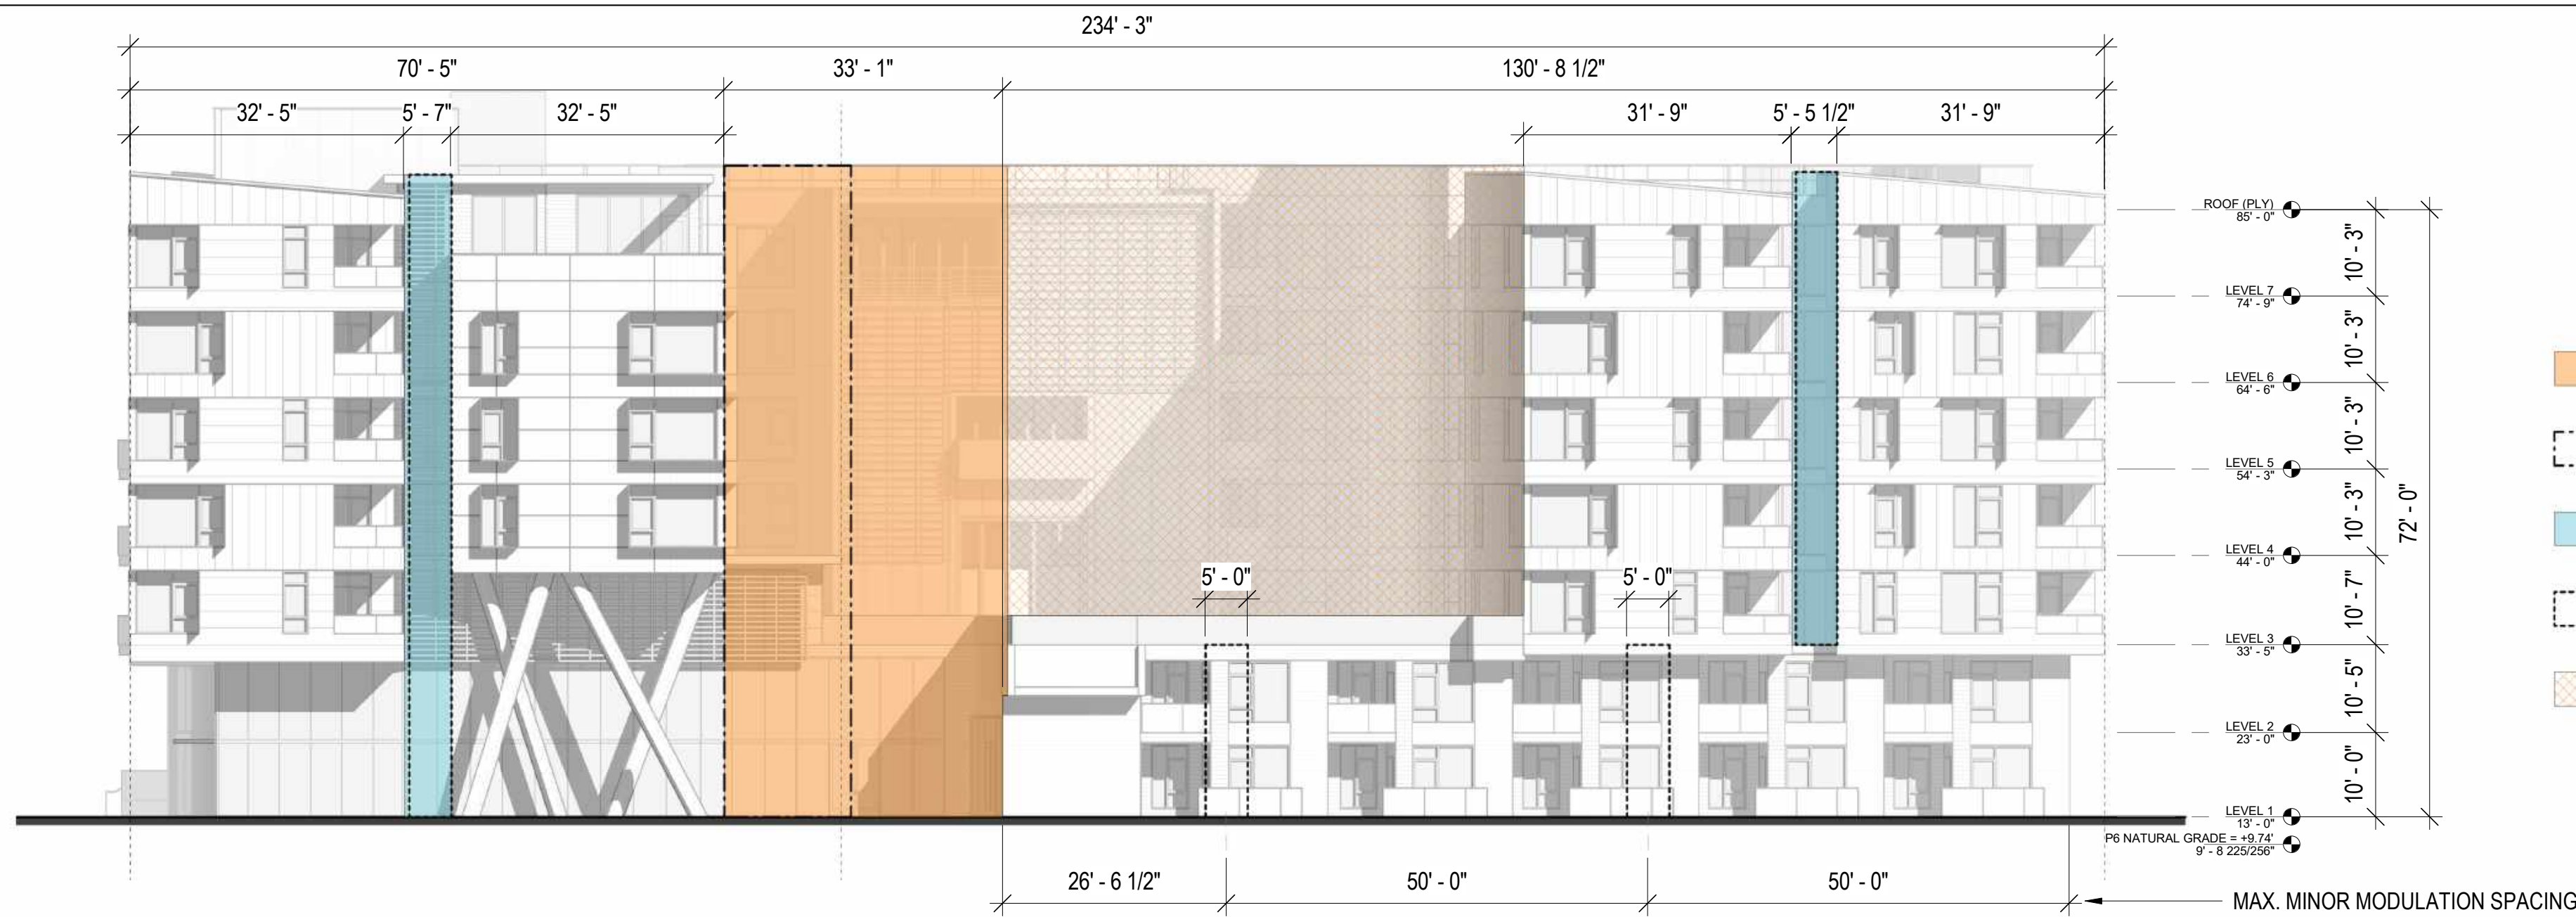 234' - 3"
70' - 5"
33' - 1"
130' - 8 1/2"
32' - 5"
5' - 7"
32' - 5"
31' - 9"
5' - 5 1/2"
31' - 9"
ROOF (PLY)
85' - 0"
10' - 3"
LEVEL 7
74' - 9"
10' - 3"
LEVEL 6
64' - 6"
10' - 3"
LEVEL 5
54' - 3"
10' - 3"
72' - 0"
LEVEL 4
44' - 0"
5' - 0"
5' - 0"
10' - 7"
LEVEL 3
33' - 5"
10' - 5"
LEVEL 2
23' - 0"
10' - 0"
LEVEL 1
13' - 0"
P6 NATURAL GRADE = +9.74'
9' - 8 225/256"
26' - 6 1/2"
50' - 0"
50' - 0"
MAX. MINOR MODULATION SPACING